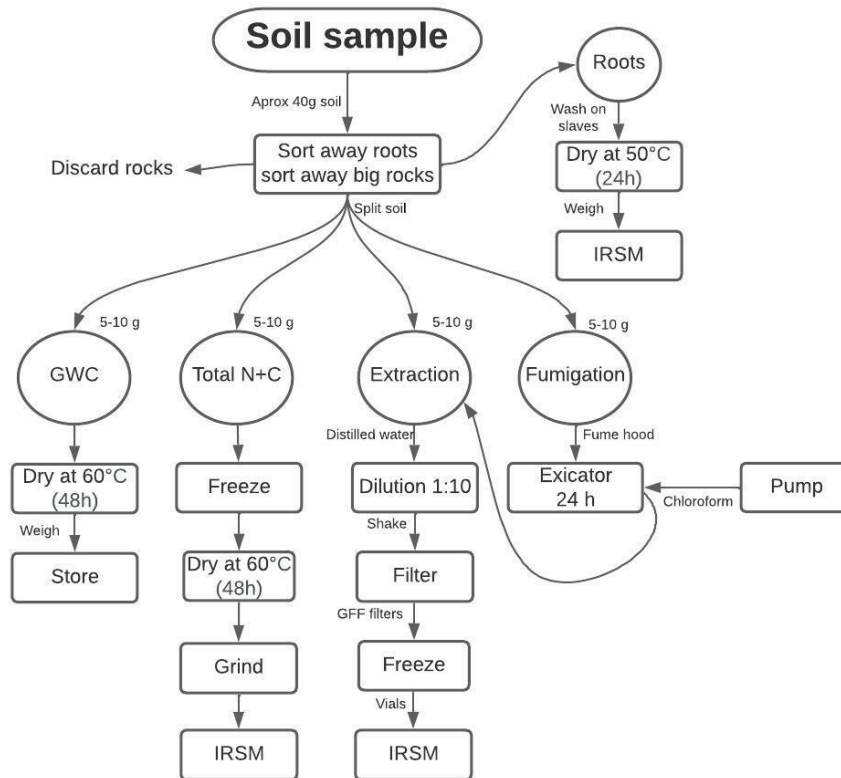 Soil sample
Roots
Aprox 40g soil
Wash on
slaves
Sort away roots
sort away big rocks
Discard rocks
Dry at 50°C
(24h)
Split soil
Weigh
IRSM
5-10 g
5-10 g
5-10 g
5-10 g
GWC
Total N+C
Extraction
Fumigation
Distilled water
Fume hood
Dry at 60°C
(48h)
Freeze
Dilution 1:10
Exicator
24 h
Chloroform
Pump
Weigh
Shake
Store
Dry at 60°C
(48h)
Filter
GFF filters
Grind
Freeze
Vials
IRSM
IRSM